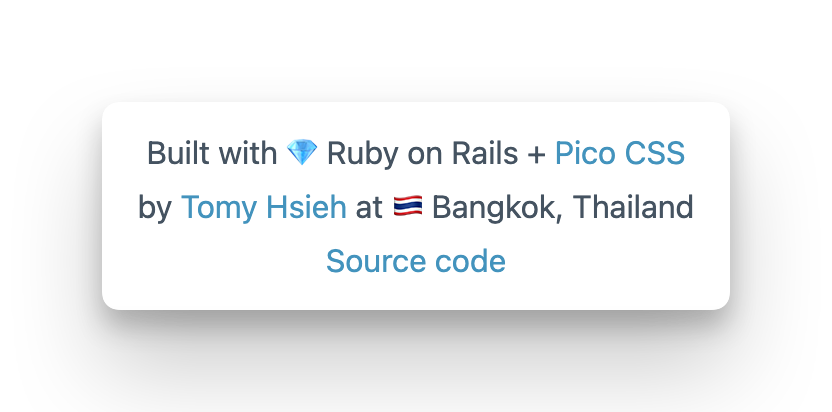 Built with 💎 Ruby on Rails + Pico CSS
by Tomy Hsieh at 🇹🇭 Bangkok, Thailand
Source code